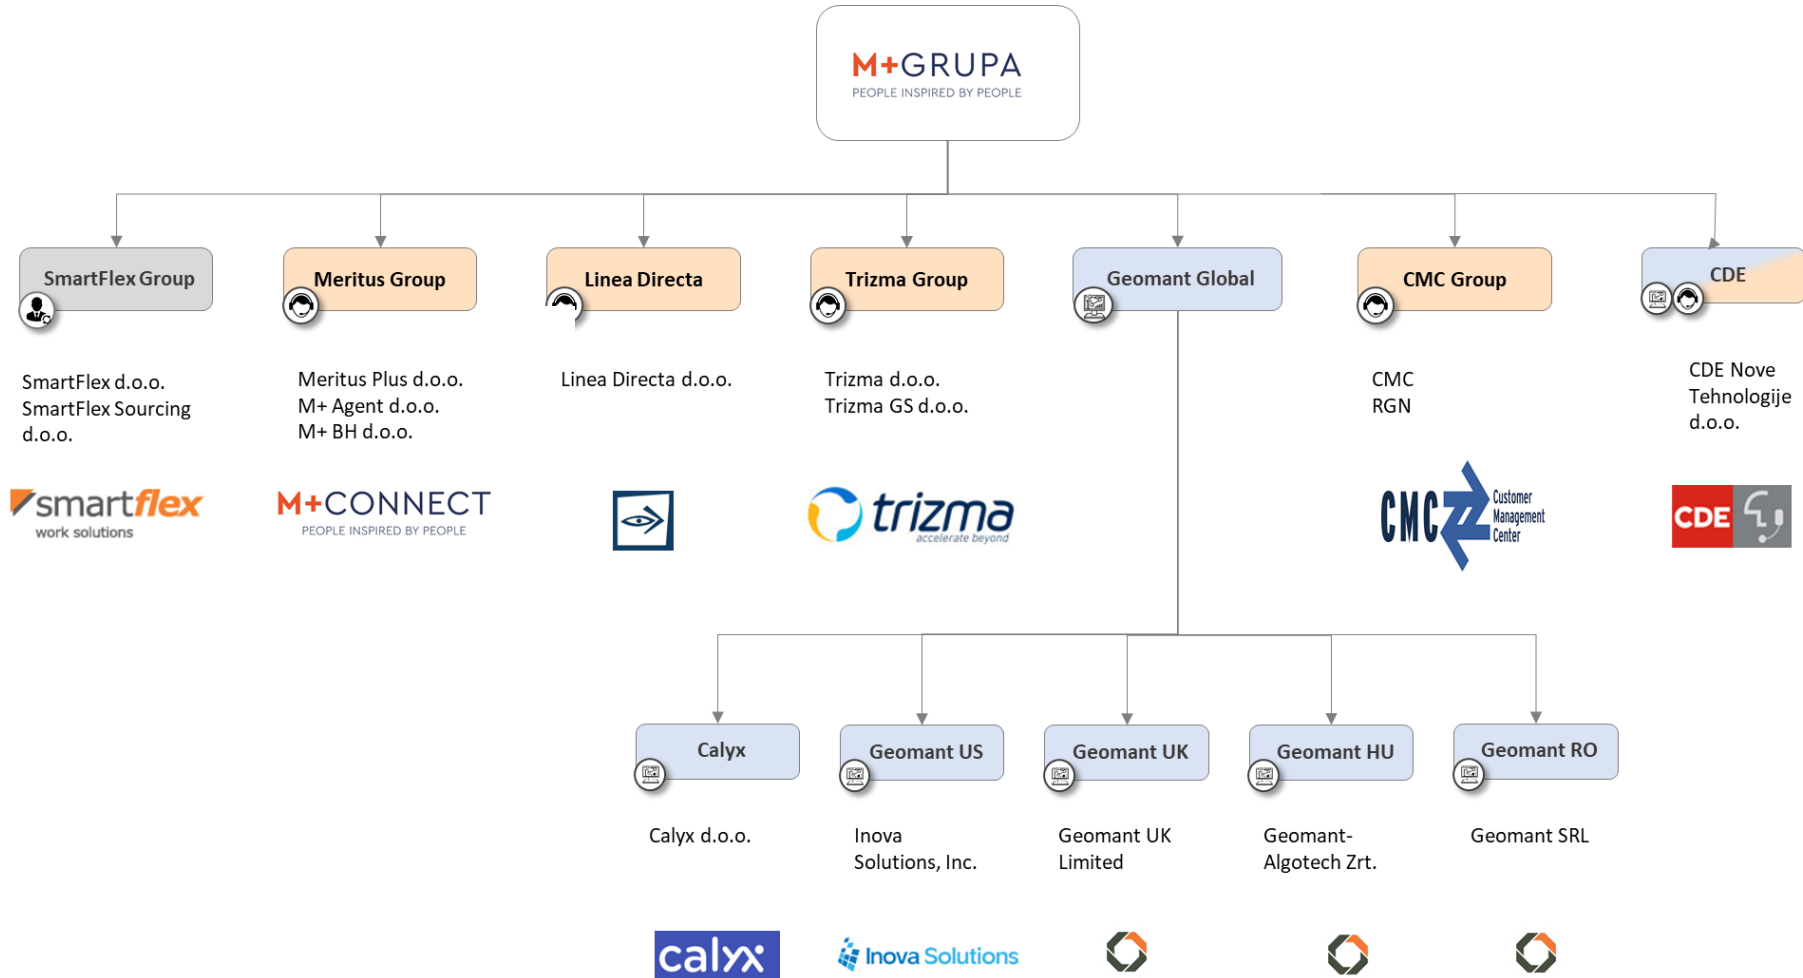 M+GRUPA
PEOPLE INSPIRED BY PEOPLE
SmartFlex Group
Meritus Group
Linea Directa
Trizma Group
Geomant Global
CMC Group
CDE
SmartFlex d.o.o.
SmartFlex Sourcing
d.o.o.
Meritus Plus d.o.o.
M+ Agent d.o.o.
M+ BH d.o.o.
Linea Directa d.o.o.
Trizma d.o.o.
Trizma GS d.o.o.
CMC
RGN
CDE Nove
Tehnologije
d.o.o.
smartflex
work solutions
M+CONNECT
PEOPLE INSPIRED BY PEOPLE
trizma
accelerate beyond
CMC
Customer
Management
Center
CDE
Calyx
Geomant US
Geomant UK
Geomant HU
Geomant RO
Calyx d.o.o.
Inova
Solutions, Inc.
Geomant UK
Limited
Geomant-
Algotech Zrt.
Geomant SRL
calyx
Inova Solutions